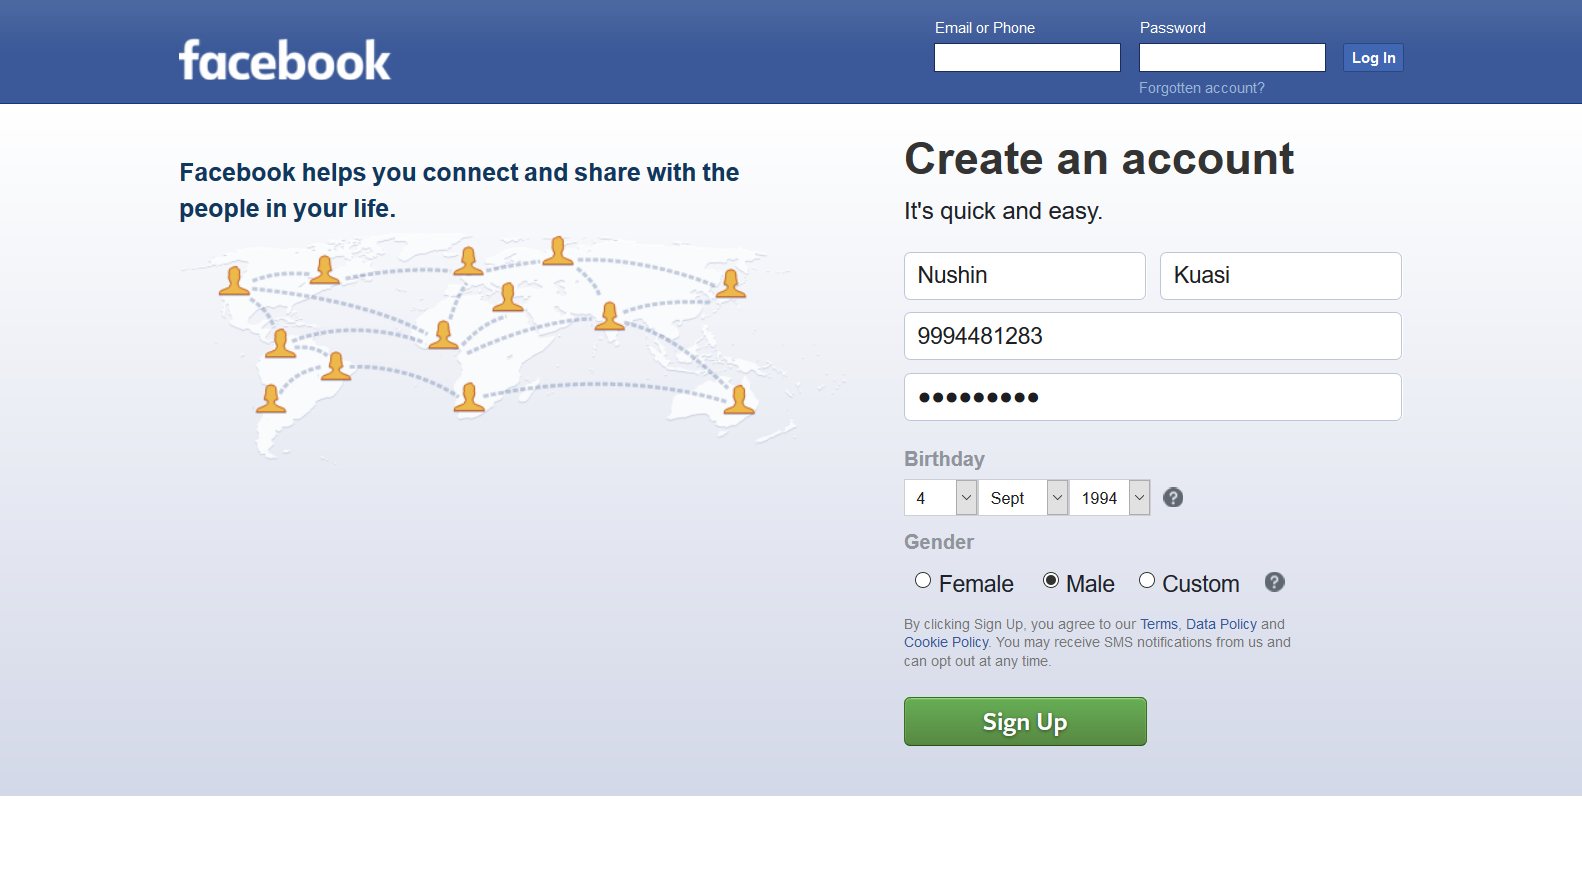 facebook
Email or Phone
Password
Log In
Forgotten account?
Facebook helps you connect and share with the
people in your life.
Create an account
It's quick and easy.
Nushin
Kuasi
9994481283
●●●●●●●●●
Birthday
4
Sept
1994
?
Gender
Female
Male
Custom
?
By clicking Sign Up, you agree to our Terms, Data Policy and
Cookie Policy. You may receive SMS notifications from us and
can opt out at any time.
Sign Up